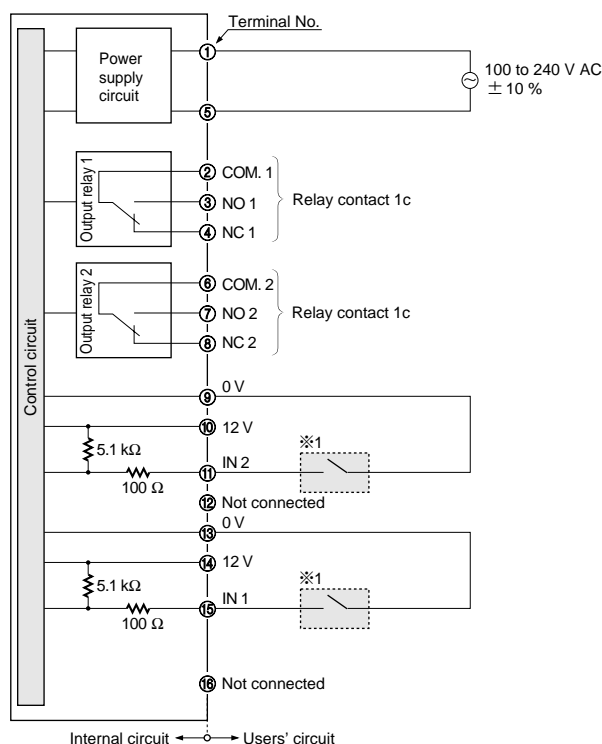 Terminal No.
Power
supply
circuit
1
5
100 to 240 V AC
± 10 %
Output relay 1
2 COM. 1
3 NO 1
4 NC 1
Relay contact 1c
Output relay 2
6 COM. 2
7 NO 2
8 NC 2
Relay contact 1c
Control circuit
9 0 V
10 12 V
5.1 kΩ
※1
11 IN 2
100 Ω
12 Not connected
13 0 V
14 12 V
5.1 kΩ
※1
15 IN 1
100 Ω
16 Not connected
Internal circuit
Users' circuit